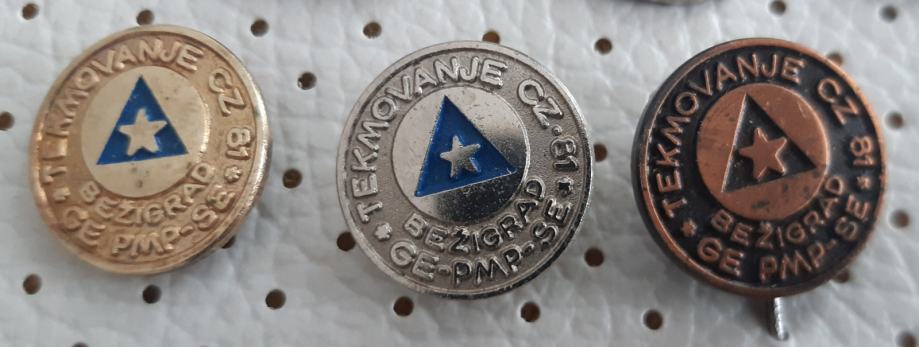 TEKMOVANJE CZ 81
BEŽIGRAD
* GE PMP-SE *
TEKMOVANJE CZ. 81
BEŽIGRAD
* GE-PMP-SE *
TEKMOVANJE CZ 81
BEŽIGRAD
* GE PMP-SE *